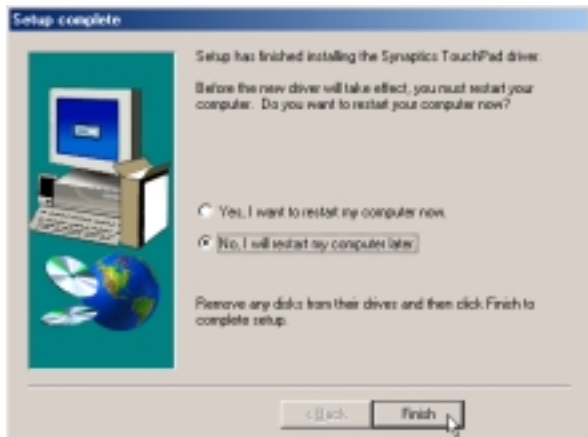 Setup complete
Setup has finished installing the Synaptics TouchPad driver.
Before the new driver will take effect, you must restart your
computer. Do you want to restart your computer now?
Yes, I want to restart my computer now.
No, I will restart my computer later.
Remove any disks from their drives and then click Finish to
complete setup.
< Back
Finish